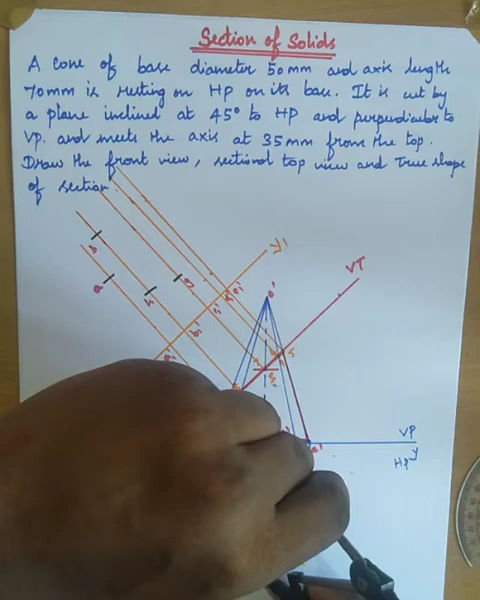 Section of Solids
A Cone of base diameter 50mm and axis length
70mm is resting on HP on its base. It is cut by
a plane inclined at 45° to HP and perpendicular to
VP. and meets the axis at 35mm from the top.
Draw the front view, sectional top view and True shape
of section.
VT
o'
VP
HP
y